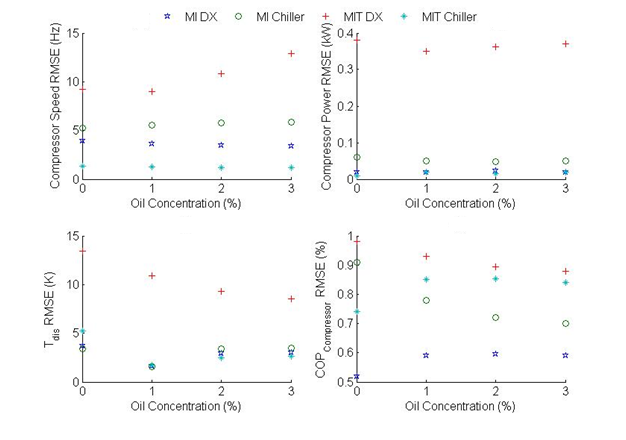 MI DX MI Chiller MIT DX MIT Chiller
Compressor Speed RMSE (Hz)
15
10
5
0
0 1 2 3
Oil Concentration (%)
Compressor Power RMSE (kW)
0.4
0.3
0.2
0.1
0
0 1 2 3
Oil Concentration (%)
Tdis RMSE (K)
15
10
5
0
0 1 2 3
Oil Concentration (%)
COPCompressor RMSE (%)
1
0.9
0.8
0.7
0.6
0.5
0 1 2 3
Oil Concentration (%)